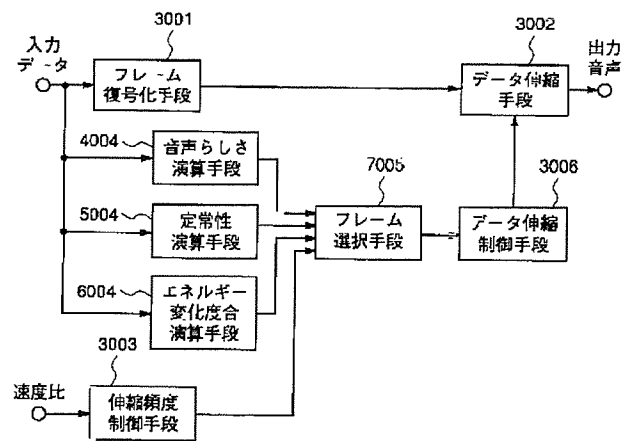 3001
3002
入力
データ
フレーム
復号化手段
データ伸縮
手段
出力
音声
4004
音声らしさ
演算手段
7005
3006
5004
定常性
演算手段
フレーム
選択手段
データ伸縮
制御手段
6004
エネルギー
変化度合
演算手段
3003
速度比
伸縮頻度
制御手段